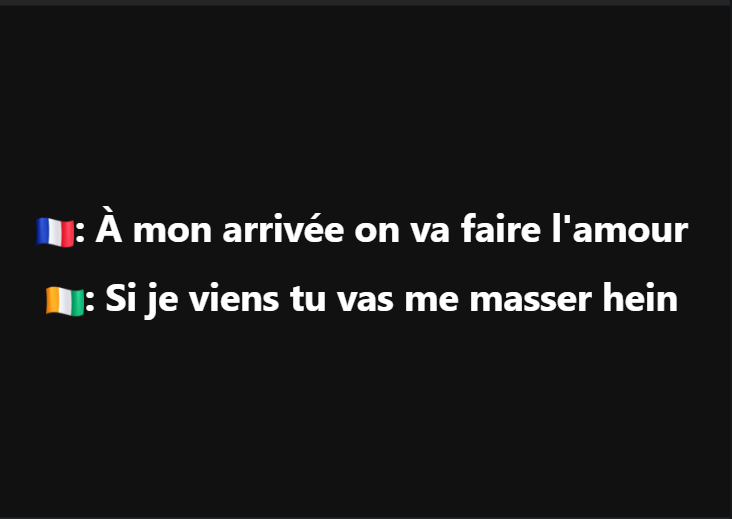 🇫🇷: À mon arrivée on va faire l'amour
🇨🇮: Si je viens tu vas me masser hein